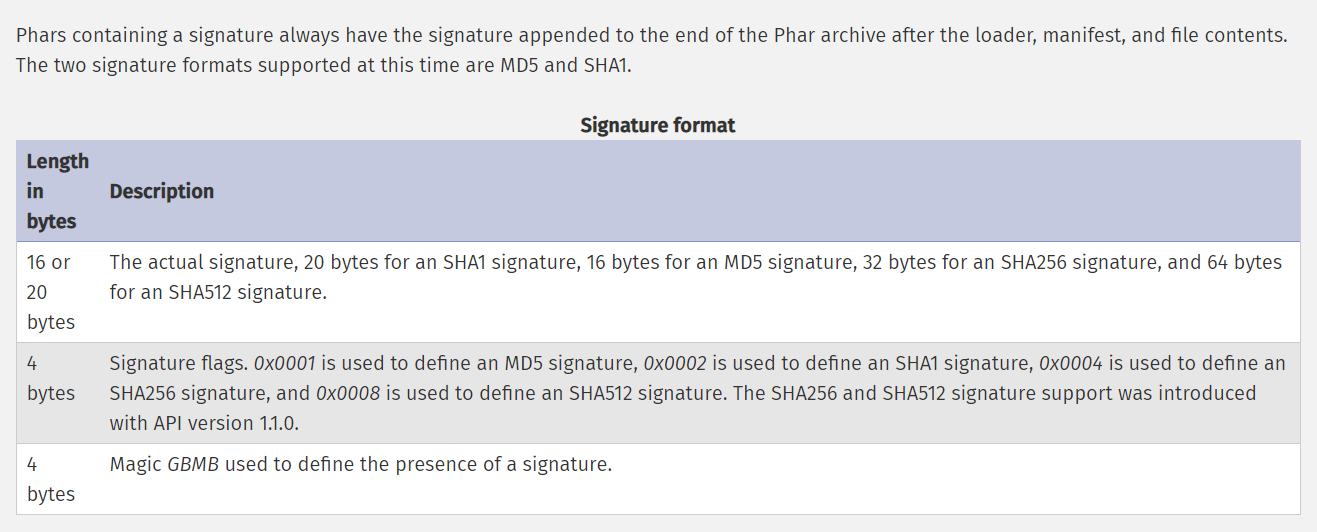 Phars containing a signature always have the signature appended to the end of the Phar archive after the loader, manifest, and file contents.
The two signature formats supported at this time are MD5 and SHA1.
Signature format
Length
in
bytes
Description
16 or
20
bytes
The actual signature, 20 bytes for an SHA1 signature, 16 bytes for an MD5 signature, 32 bytes for an SHA256 signature, and 64 bytes
for an SHA512 signature.
4
bytes
Signature flags. 0x0001 is used to define an MD5 signature, 0x0002 is used to define an SHA1 signature, 0x0004 is used to define an
SHA256 signature, and 0x0008 is used to define an SHA512 signature. The SHA256 and SHA512 signature support was introduced
with API version 1.1.0.
4
bytes
Magic GBMB used to define the presence of a signature.